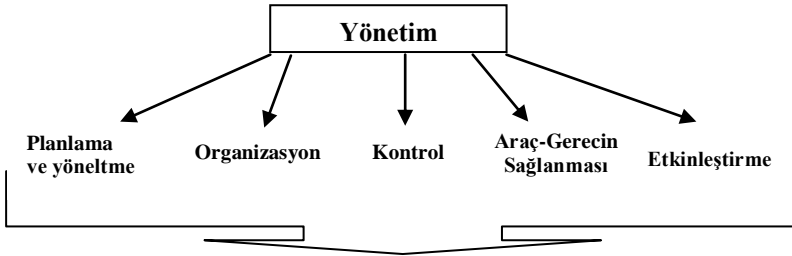 Yönetim
Planlama
ve yöneltme
Organizasyon
Kontrol
Araç-Gerecin
Sağlanması
Etkinleştirme